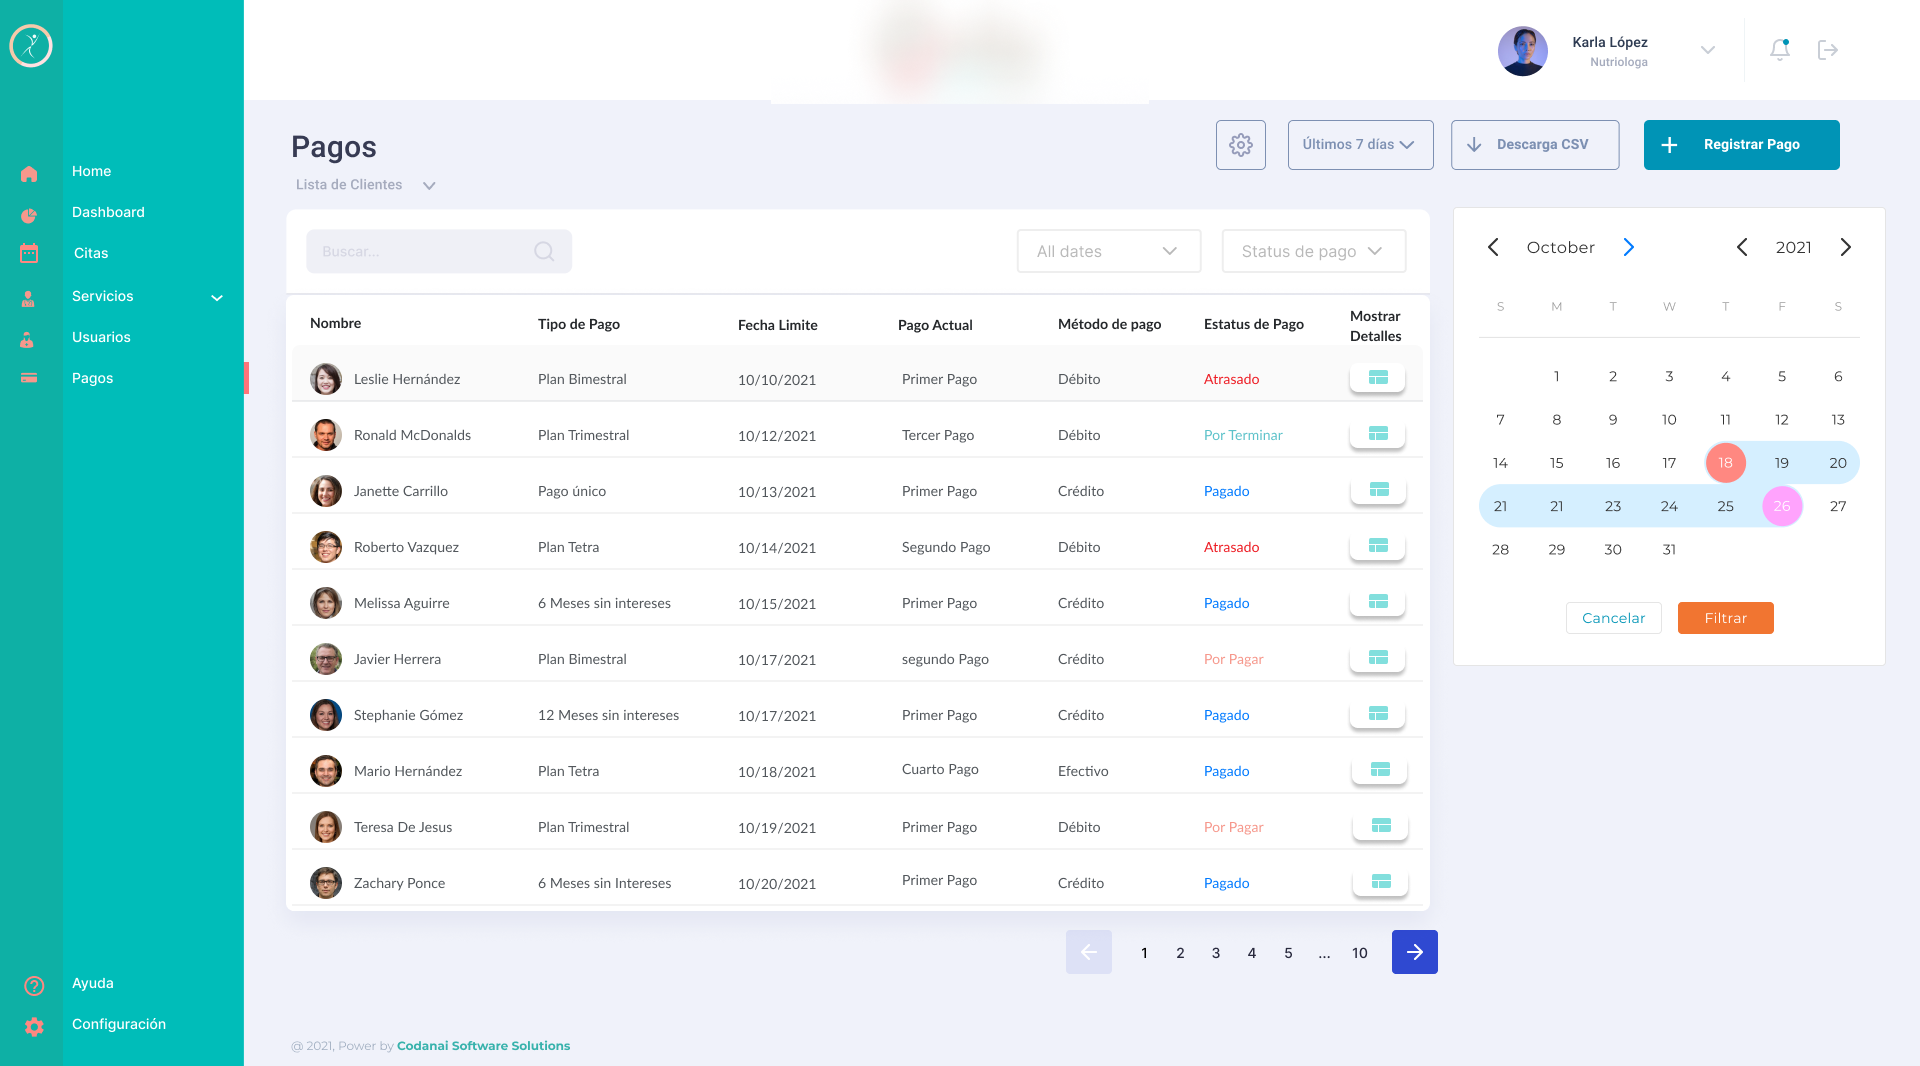 Karla López
Nutriologa
Home
Dashboard
Citas
Servicios
Usuarios
Pagos
Ayuda
Configuración
Pagos
Lista de Clientes
Últimos 7 días
Descarga CSV
Registrar Pago
Buscar...
All dates
Status de pago
Nombre Tipo de Pago Fecha Limite Pago Actual Método de pago Estatus de Pago Mostrar
Detalles
Leslie Hernández Plan Bimestral 10/10/2021 Primer Pago Débito Atrasado
Ronald McDonalds Plan Trimestral 10/12/2021 Tercer Pago Débito Por Terminar
Janette Carrillo Pago único 10/13/2021 Primer Pago Crédito Pagado
Roberto Vazquez Plan Tetra 10/14/2021 Segundo Pago Débito Atrasado
Melissa Aguirre 6 Meses sin intereses 10/15/2021 Primer Pago Crédito Pagado
Javier Herrera Plan Bimestral 10/17/2021 segundo Pago Crédito Por Pagar
Stephanie Gómez 12 Meses sin intereses 10/17/2021 Primer Pago Crédito Pagado
Mario Hernández Plan Tetra 10/18/2021 Cuarto Pago Efectivo Pagado
Teresa De Jesus Plan Trimestral 10/19/2021 Primer Pago Débito Por Pagar
Zachary Ponce 6 Meses sin Intereses 10/20/2021 Primer Pago Crédito Pagado
1 2 3 4 5 ... 10
October 2021
S M T W T F S
1 2 3 4 5 6
7 8 9 10 11 12 13
14 15 16 17 18 19 20
21 21 23 24 25 26 27
28 29 30 31
Cancelar Filtrar
@ 2021, Power by Codanai Software Solutions